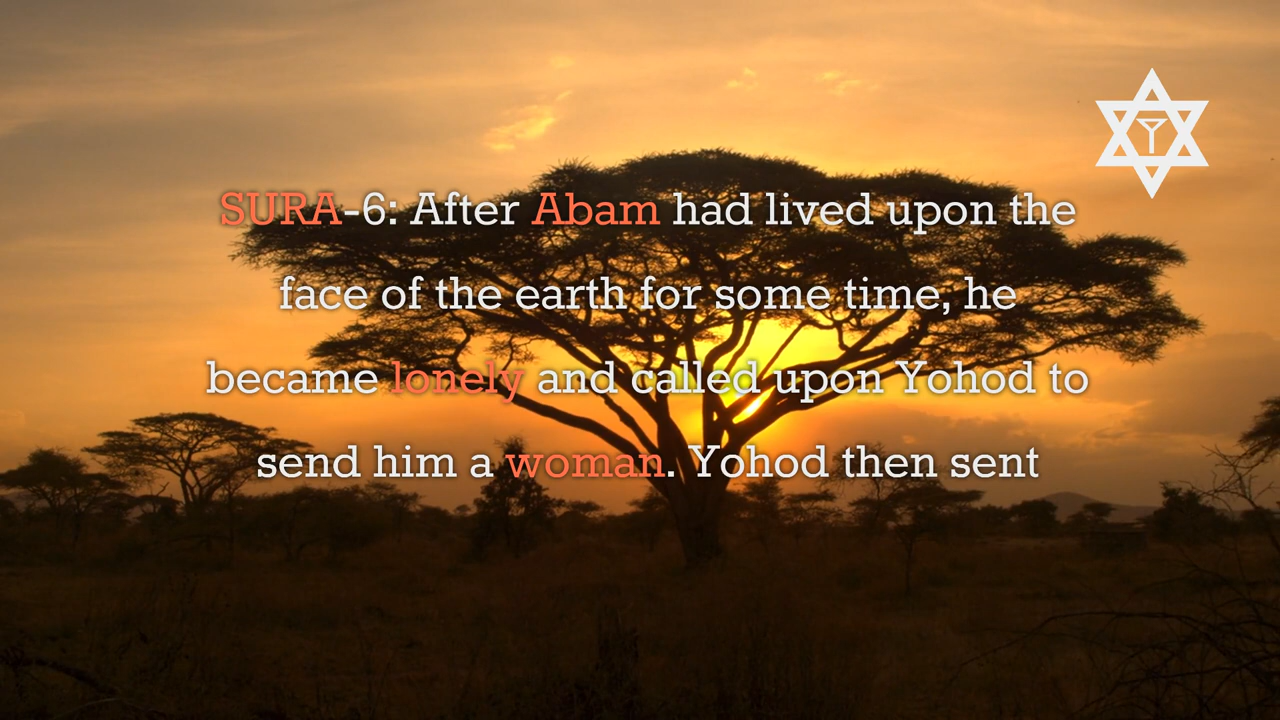 SURA-6: After Abam had lived upon the
face of the earth for some time, he
became lonely and called upon Yohod to
send him a woman. Yohod then sent